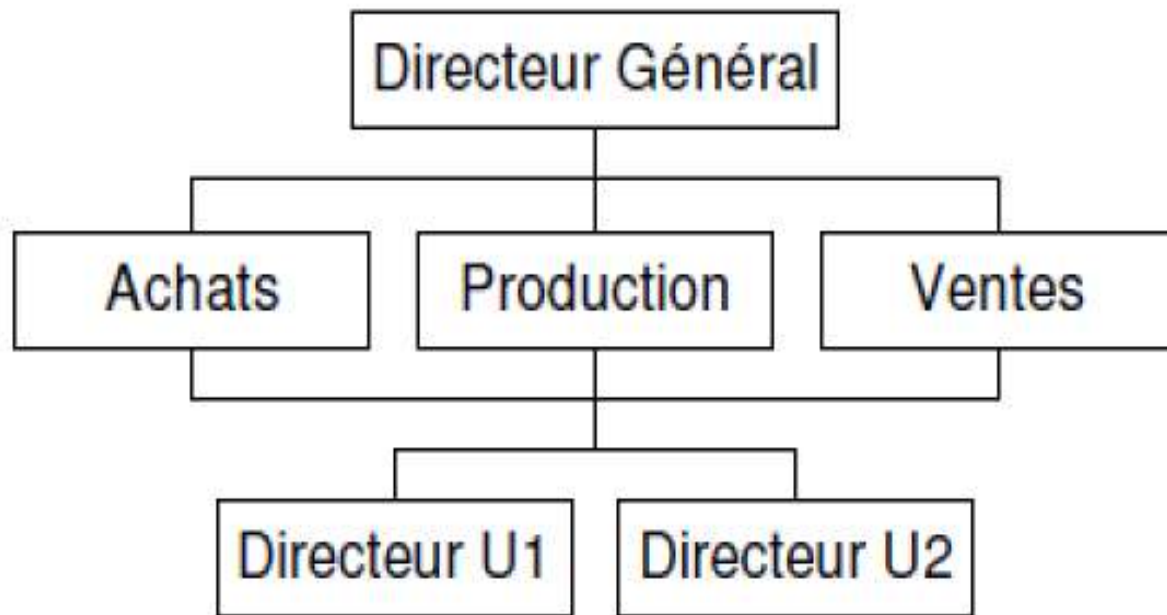 Directeur Général
Achats
Production
Ventes
Directeur U1
Directeur U2